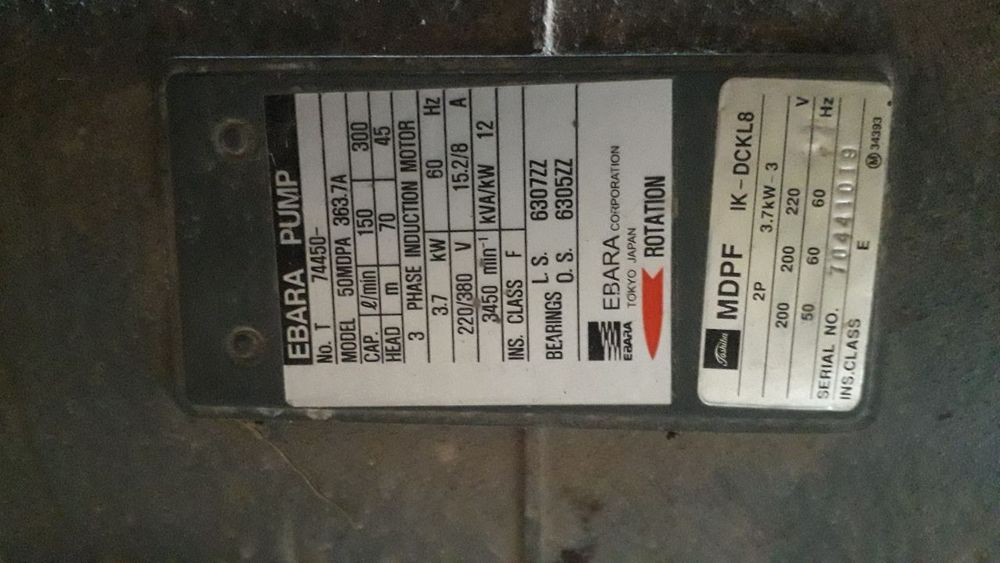 EBARA PUMP
No. T 74450-
MODEL 50MDPA 363.7A
CAP. ℓ/min 150 300
HEAD m 70 45
3 PHASE INDUCTION MOTOR
3.7 kW 60 Hz
220/380 V 15.2/8 A
3450 min⁻¹ kVA/kW 12
INS. CLASS F
BEARINGS L S. 6307ZZ
O. S. 6305ZZ
EBARA
EBARA CORPORATION
TOKYO JAPAN
ROTATION
Toshiba
MDPF IK-DCKL8
2P 3.7kW-3
200 200 220 V
50 60 60 Hz
SERIAL NO. 70441019
INS.CLASS E
M 34393